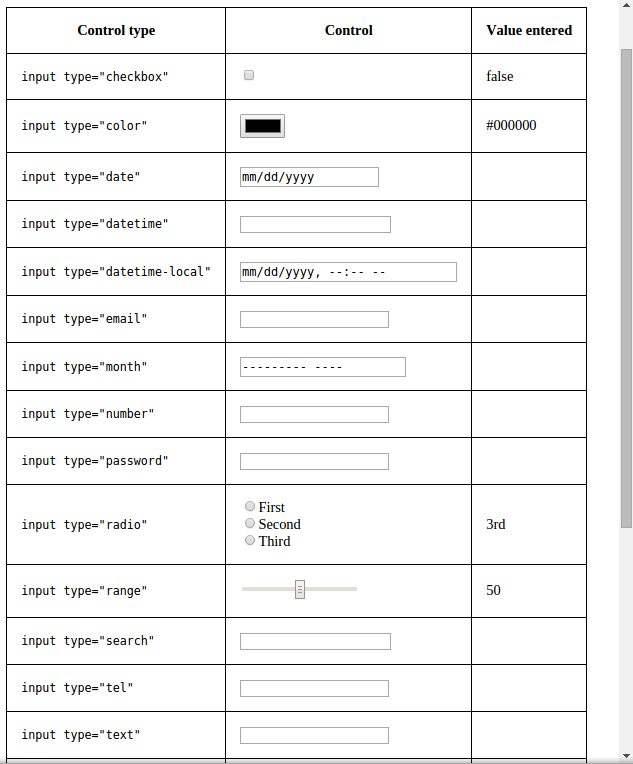 Control type Control Value entered
input type="checkbox" false
input type="color" #000000
input type="date" mm/dd/yyyy
input type="datetime"
input type="datetime-local" mm/dd/yyyy, --:-- --
input type="email"
input type="month" --------- ----
input type="number"
input type="password"
First
input type="radio" Second 3rd
Third
input type="range" 50
input type="search"
input type="tel"
input type="text"